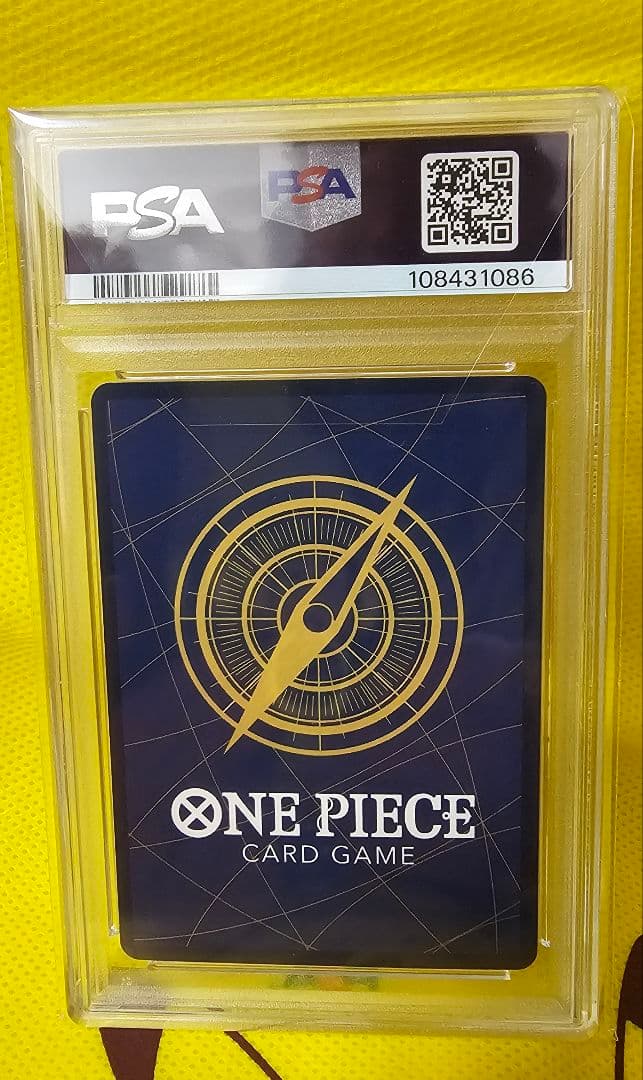 PSA
PSA
108431086
ONE PIECE
CARD GAME